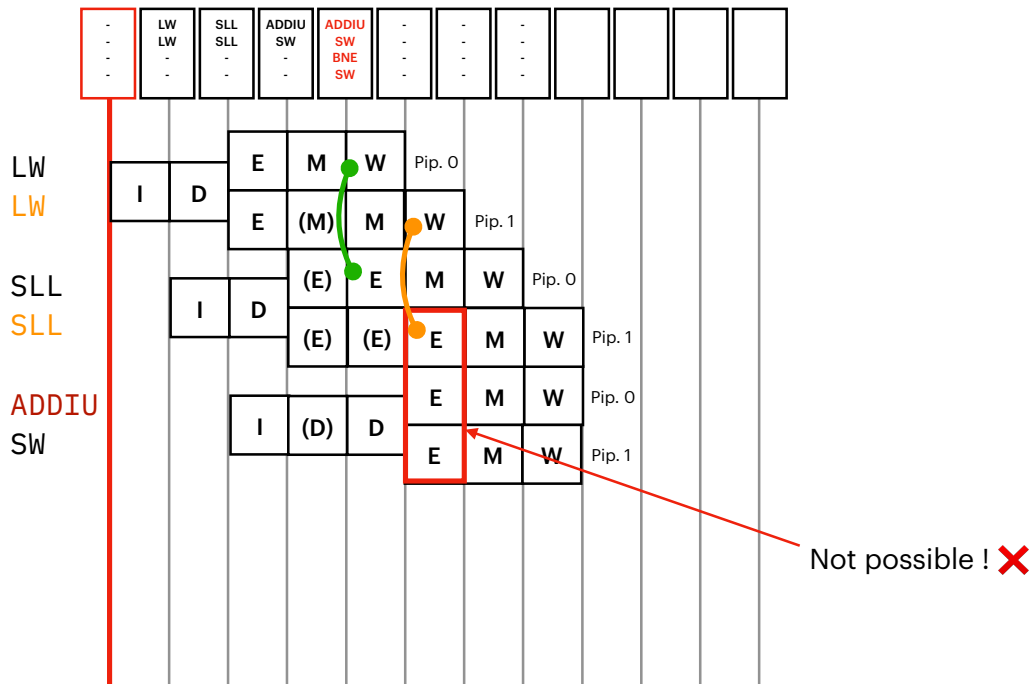 - LW SLL ADDIU ADDIU - - -
- LW SLL SW SW - - -
- - - - BNE - - -
- - - - SW - - -
LW E M W Pip. 0
I D
LW E (M) M W Pip. 1
SLL (E) E M W Pip. 0
I D
SLL (E) (E) E M W Pip. 1
ADDIU E M W Pip. 0
I (D) D
SW E M W Pip. 1
Not possible ! ❌